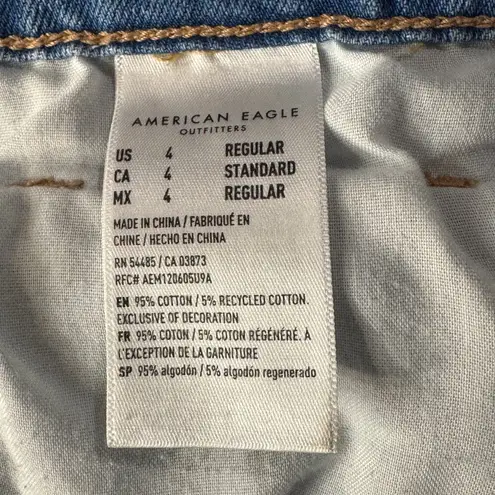 AMERICAN EAGLE
OUTFITTERS
US 4 REGULAR
CA 4 STANDARD
MX 4 REGULAR
MADE IN CHINA / FABRIQUÉ EN
CHINE / HECHO EN CHINA
RN 54485 / CA 03873
RFC# AEM120605U9A
EN 95% COTTON / 5% RECYCLED COTTON.
EXCLUSIVE OF DECORATION
FR 95% COTON / 5% COTON RÉGÉNÉRÉ. À
L'EXCEPTION DE LA GARNITURE
SP 95% algodón / 5% algodon regenerado